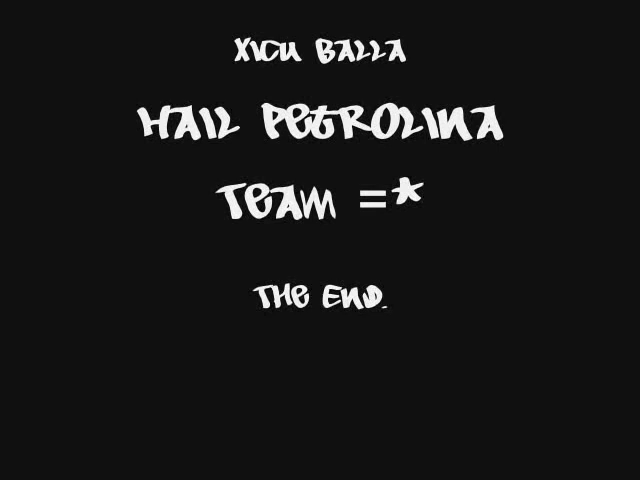 XICU BALLA
HAIL PETROLINA
TEAM =*
THE END.